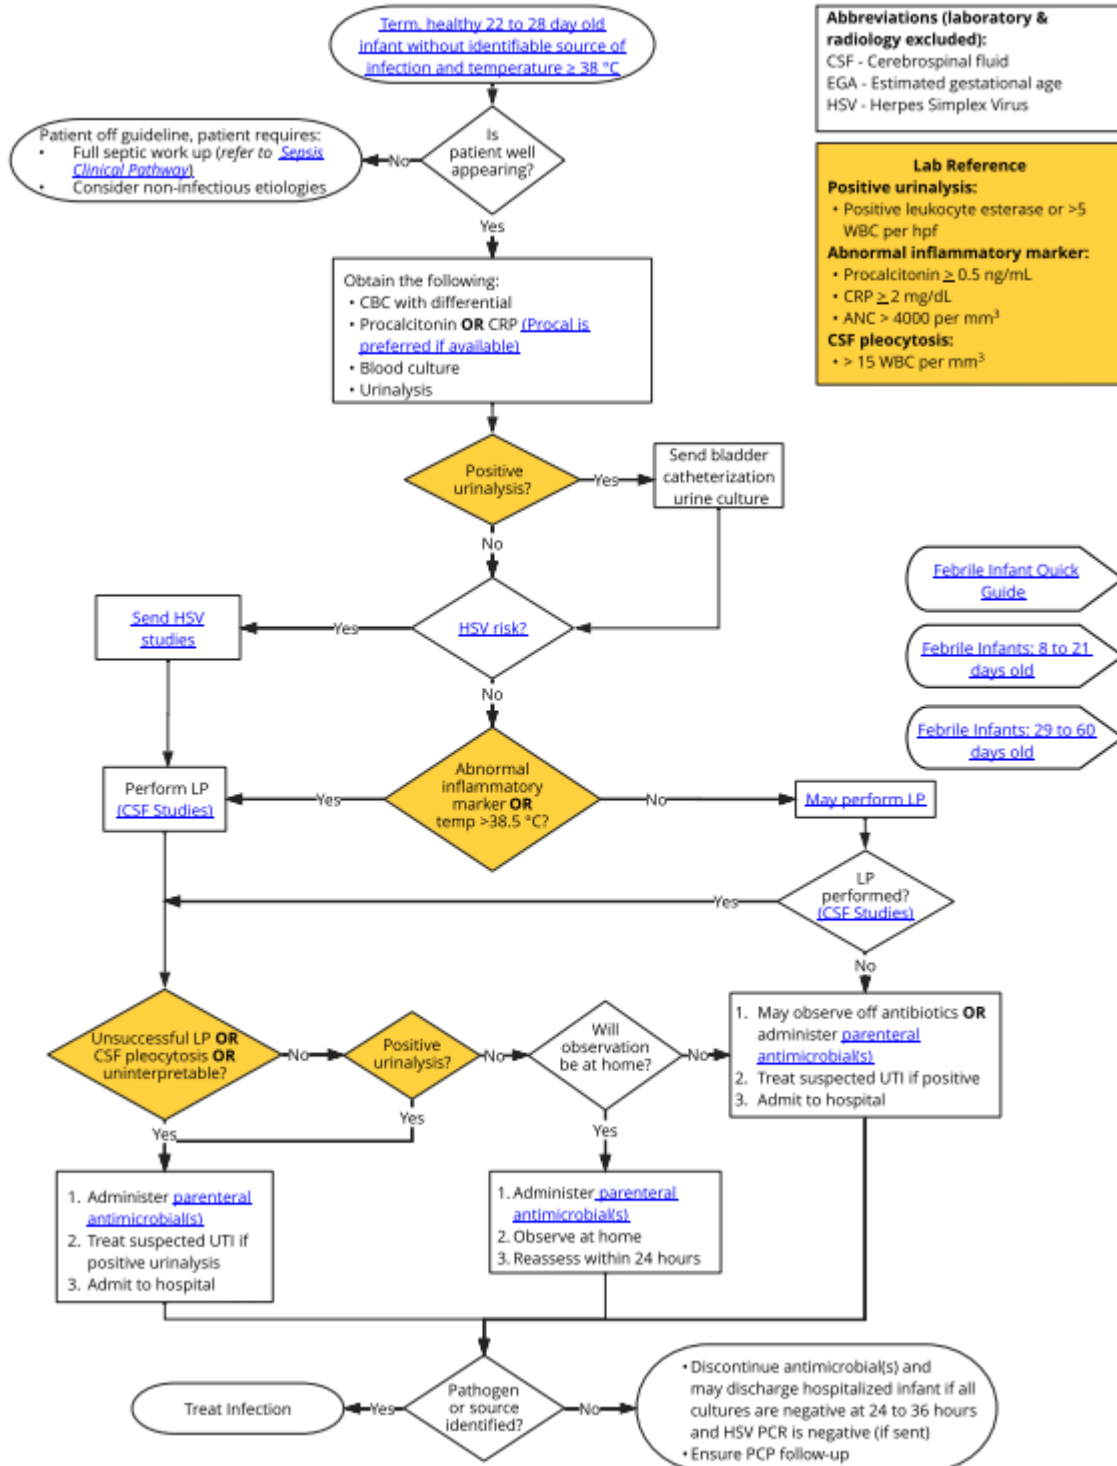 Term, healthy 22 to 28 day old
infant without identifiable source of
infection and temperature ≥ 38 °C
Abbreviations (laboratory &
radiology excluded):
CSF - Cerebrospinal fluid
EGA - Estimated gestational age
HSV - Herpes Simplex Virus
Is
patient well
appearing?
No
Patient off guideline, patient requires:
• Full septic work up (refer to Sepsis
Clinical Pathway)
• Consider non-infectious etiologies
Lab Reference
Positive urinalysis:
• Positive leukocyte esterase or >5
WBC per hpf
Abnormal inflammatory marker:
• Procalcitonin ≥ 0.5 ng/mL
• CRP ≥ 2 mg/dL
• ANC > 4000 per mm³
CSF pleocytosis:
• > 15 WBC per mm³
Yes
Obtain the following:
• CBC with differential
• Procalcitonin OR CRP (Procal is
preferred if available)
• Blood culture
• Urinalysis
Positive
urinalysis?
Yes
Send bladder
catheterization
urine culture
No
HSV risk?
Yes
Send HSV
studies
No
Febrile Infant Quick
Guide
Febrile Infants: 8 to 21
days old
Febrile Infants: 29 to 60
days old
Abnormal
inflammatory
marker OR
temp >38.5 °C?
Yes
Perform LP
(CSF Studies)
No
May perform LP
LP
performed?
(CSF Studies)
Yes
No
Unsuccessful LP OR
CSF pleocytosis OR
uninterpretable?
No
Positive
urinalysis?
No
Will
observation
be at home?
No
1. May observe off antibiotics OR
administer parenteral
antimicrobial(s)
2. Treat suspected UTI if positive
3. Admit to hospital
Yes
Yes
Yes
1. Administer parenteral
antimicrobial(s)
2. Treat suspected UTI if
positive urinalysis
3. Admit to hospital
1. Administer parenteral
antimicrobial(s)
2. Observe at home
3. Reassess within 24 hours
Pathogen
or source
identified?
Yes
Treat Infection
No
• Discontinue antimicrobial(s) and
may discharge hospitalized infant if all
cultures are negative at 24 to 36 hours
and HSV PCR is negative (if sent)
• Ensure PCP follow-up